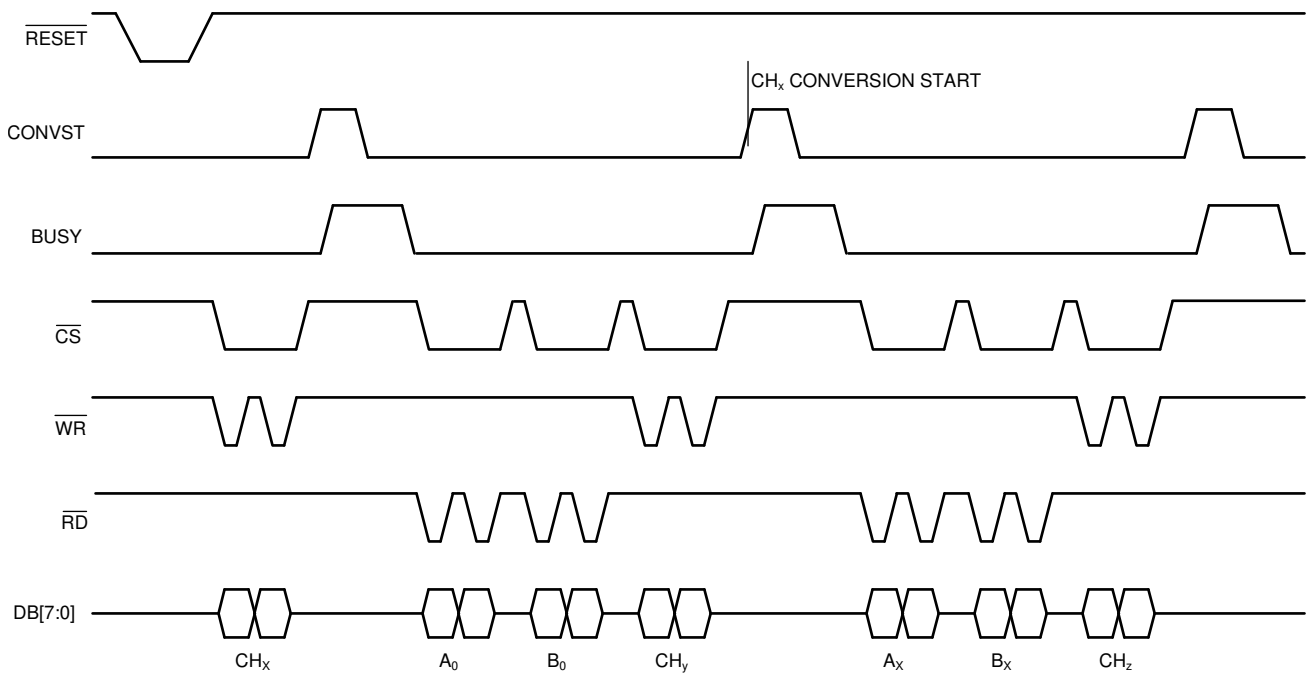 RESET
CHx CONVERSION START
CONVST
BUSY
CS
WR
RD
DB[7:0]
CHX A0 B0 CHy AX BX CHz